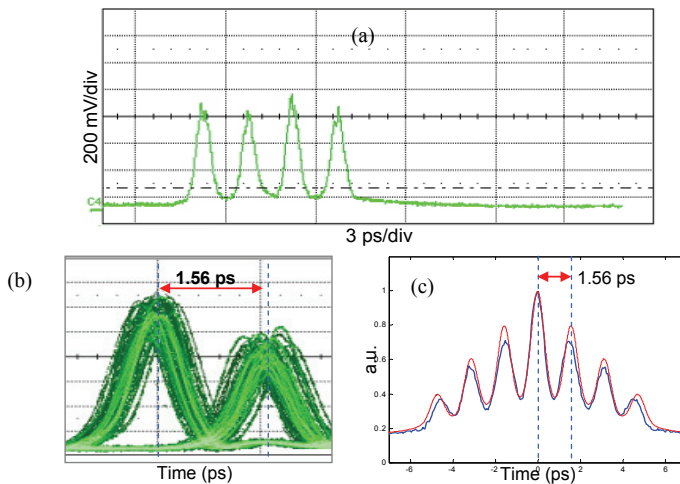 (a)
200 mV/div
C4
3 ps/div
(b)
1.56 ps
Time (ps)
(c)
1.56 ps
a.u.
1
0.8
0.6
0.4
0.2
-6 -4 -2 0 2 4 6
Time (ps)